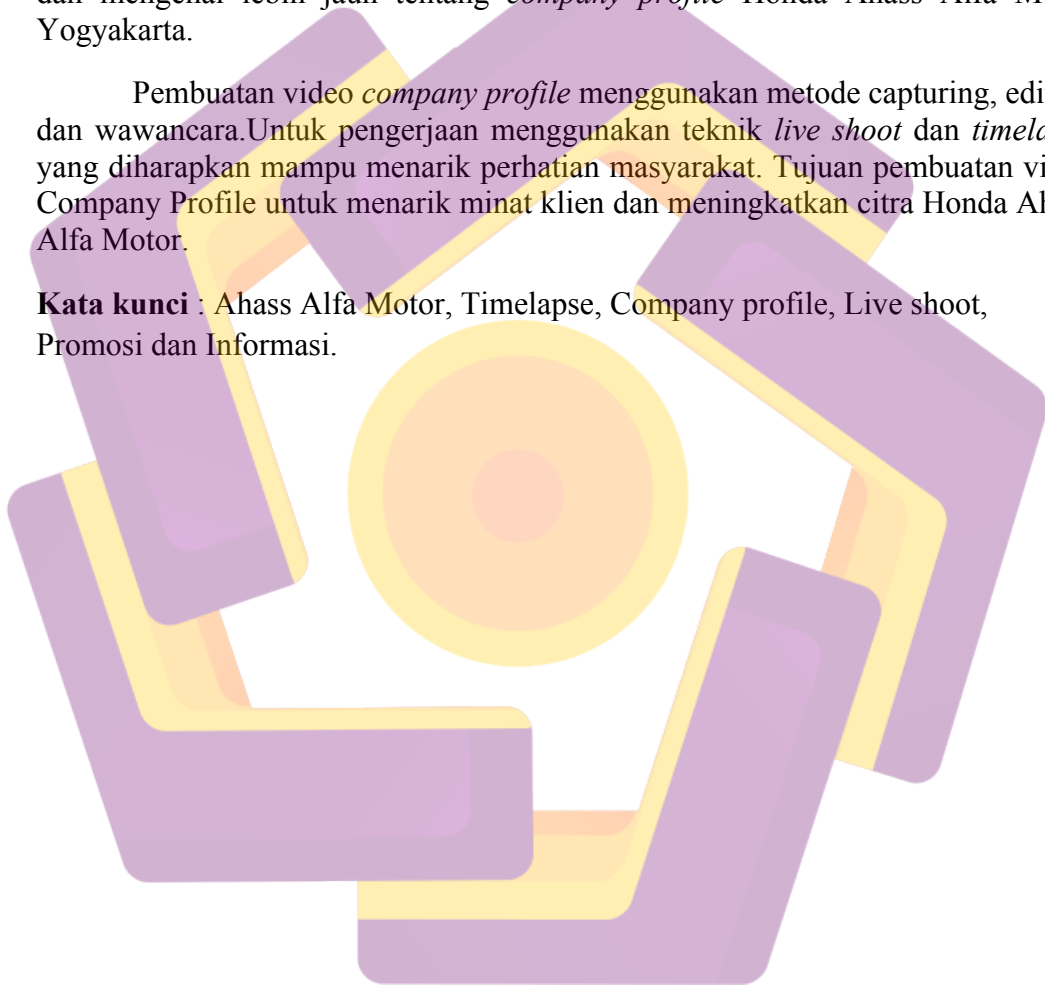 dan mengenal lebih jauh tentang company profile Honda Ahass Alfa M
Yogyakarta.
Pembuatan video company profile menggunakan metode capturing, edi
dan wawancara.Untuk pengerjaan menggunakan teknik live shoot dan timela
yang diharapkan mampu menarik perhatian masyarakat. Tujuan pembuatan vi
Company Profile untuk menarik minat klien dan meningkatkan citra Honda Ah
Alfa Motor.
Kata kunci : Ahass Alfa Motor, Timelapse, Company profile, Live shoot,
Promosi dan Informasi.